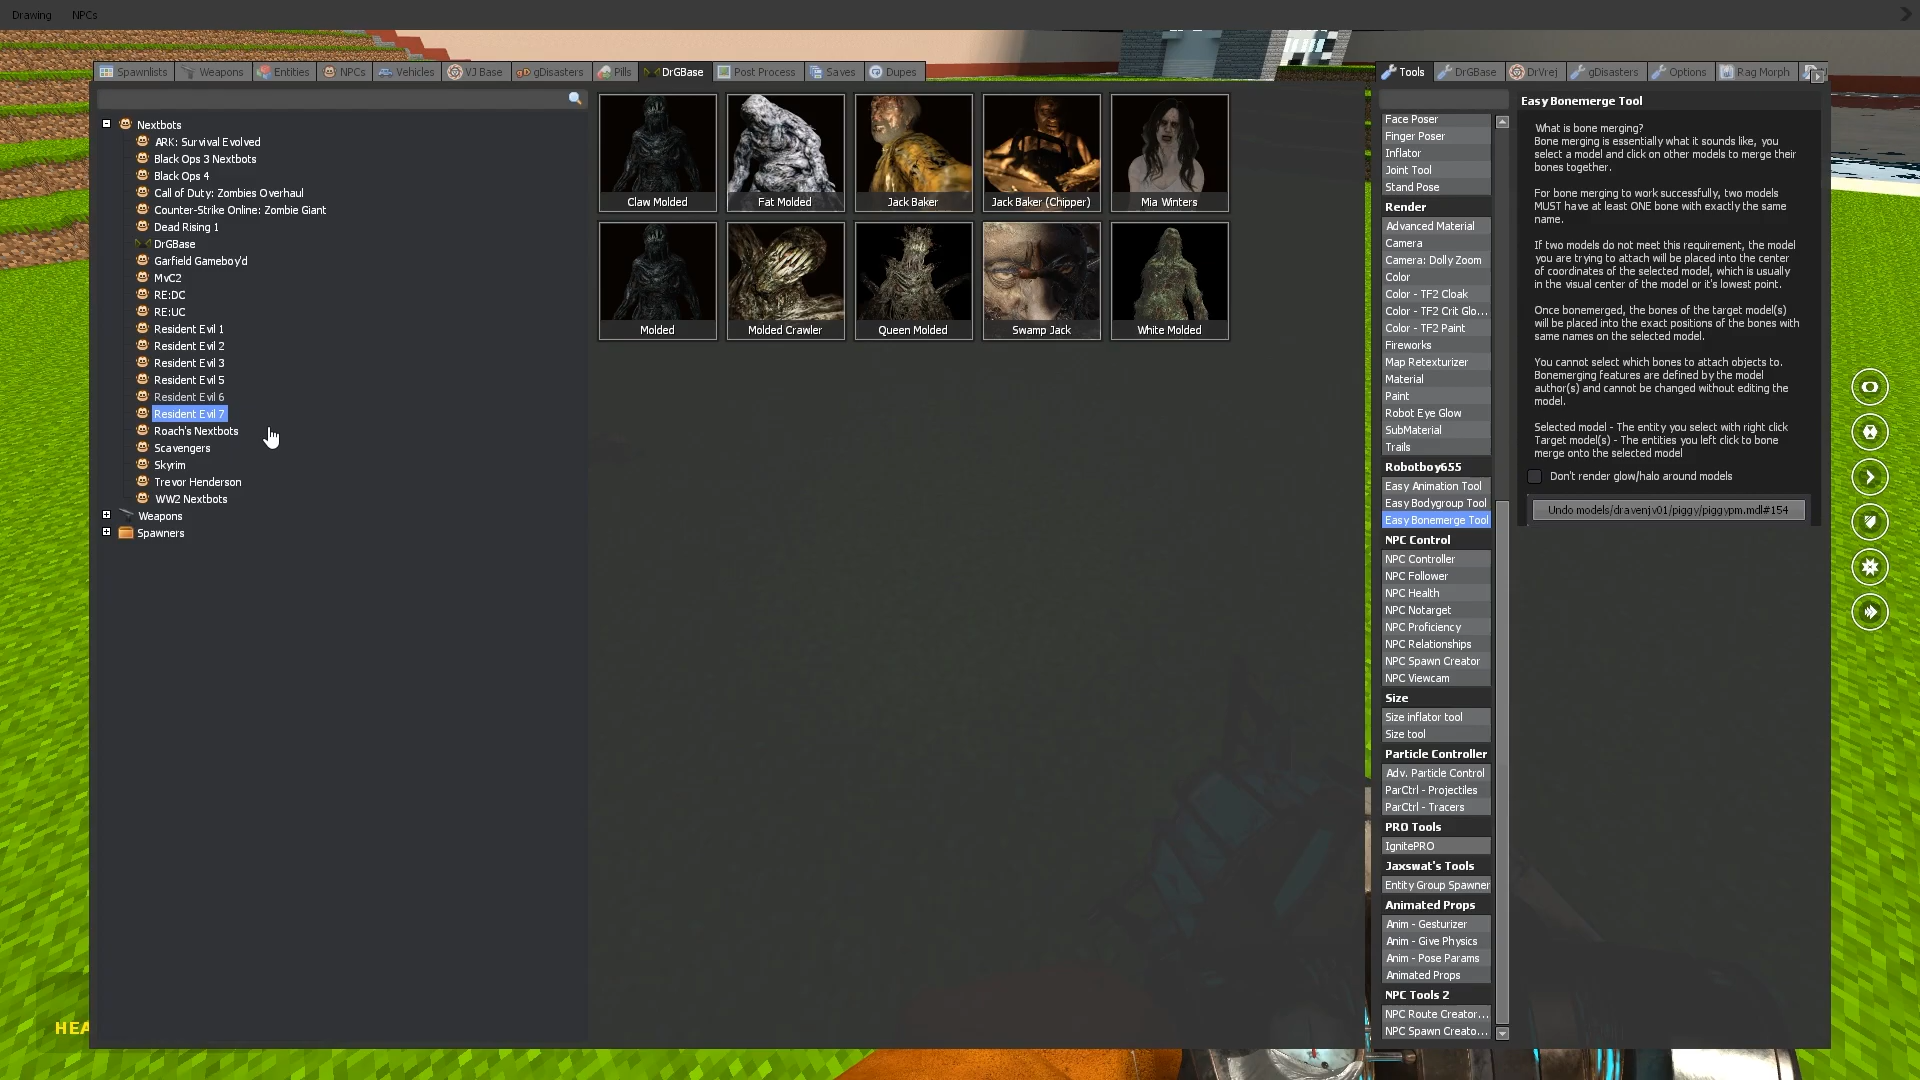 Drawing NPCs
Spawnlists Weapons Entities NPCs Vehicles VJ Base gDisasters Pills DrGBase Post Process Saves Dupes
Nextbots
ARK: Survival Evolved
Black Ops 3 Nextbots
Black Ops 4
Call of Duty: Zombies Overhaul
Counter-Strike Online: Zombie Giant
Dead Rising 1
DrGBase
Garfield Gameboy'd
MvC2
RE:DC
RE:UC
Resident Evil 1
Resident Evil 2
Resident Evil 3
Resident Evil 5
Resident Evil 6
Resident Evil 7
Roach's Nextbots
Scavengers
Skyrim
Trevor Henderson
WW2 Nextbots
Weapons
Spawners
Claw Molded
Fat Molded
Jack Baker
Jack Baker (Chipper)
Mia Winters
Molded
Molded Crawler
Queen Molded
Swamp Jack
White Molded
Tools DrGBase DrVrej gDisasters Options Rag Morph
Face Poser
Finger Poser
Inflator
Joint Tool
Stand Pose
Render
Advanced Material
Camera
Camera: Dolly Zoom
Color
Color - TF2 Cloak
Color - TF2 Crit Glo...
Color - TF2 Paint
Fireworks
Map Retexturizer
Material
Paint
Robot Eye Glow
SubMaterial
Trails
Robotboy655
Easy Animation Tool
Easy Bodygroup Tool
Easy Bonemerge Tool
NPC Control
NPC Controller
NPC Follower
NPC Health
NPC Notarget
NPC Proficiency
NPC Relationships
NPC Spawn Creator
NPC Viewcam
Size
Size inflator tool
Size tool
Particle Controller
Adv. Particle Control
ParCtrl - Projectiles
ParCtrl - Tracers
PRO Tools
IgnitePRO
Jaxswat's Tools
Entity Group Spawner
Animated Props
Anim - Gesturizer
Anim - Give Physics
Anim - Pose Params
Animated Props
NPC Tools 2
NPC Route Creator...
NPC Spawn Creato...
Easy Bonemerge Tool
What is bone merging?
Bone merging is essentially what it sounds like, you
select a model and click on other models to merge their
bones together.
For bone merging to work successfully, two models
MUST have at least ONE bone with exactly the same
name.
If two models do not meet this requirement, the model
you are trying to attach will be placed into the center
of coordinates of the selected model, which is usually
in the visual center of the model or it's lowest point.
Once bonemerged, the bones of the target model(s)
will be placed into the exact positions of the bones with
same names on the selected model.
You cannot select which bones to attach objects to.
Bonemerging features are defined by the model
author(s) and cannot be changed without editing the
model.
Selected model - The entity you select with right click
Target model(s) - The entities you left click to bone
merge onto the selected model
Don't render glow/halo around models
Undo models/dravenjv01/piggy/piggypm.mdl#154
HEA